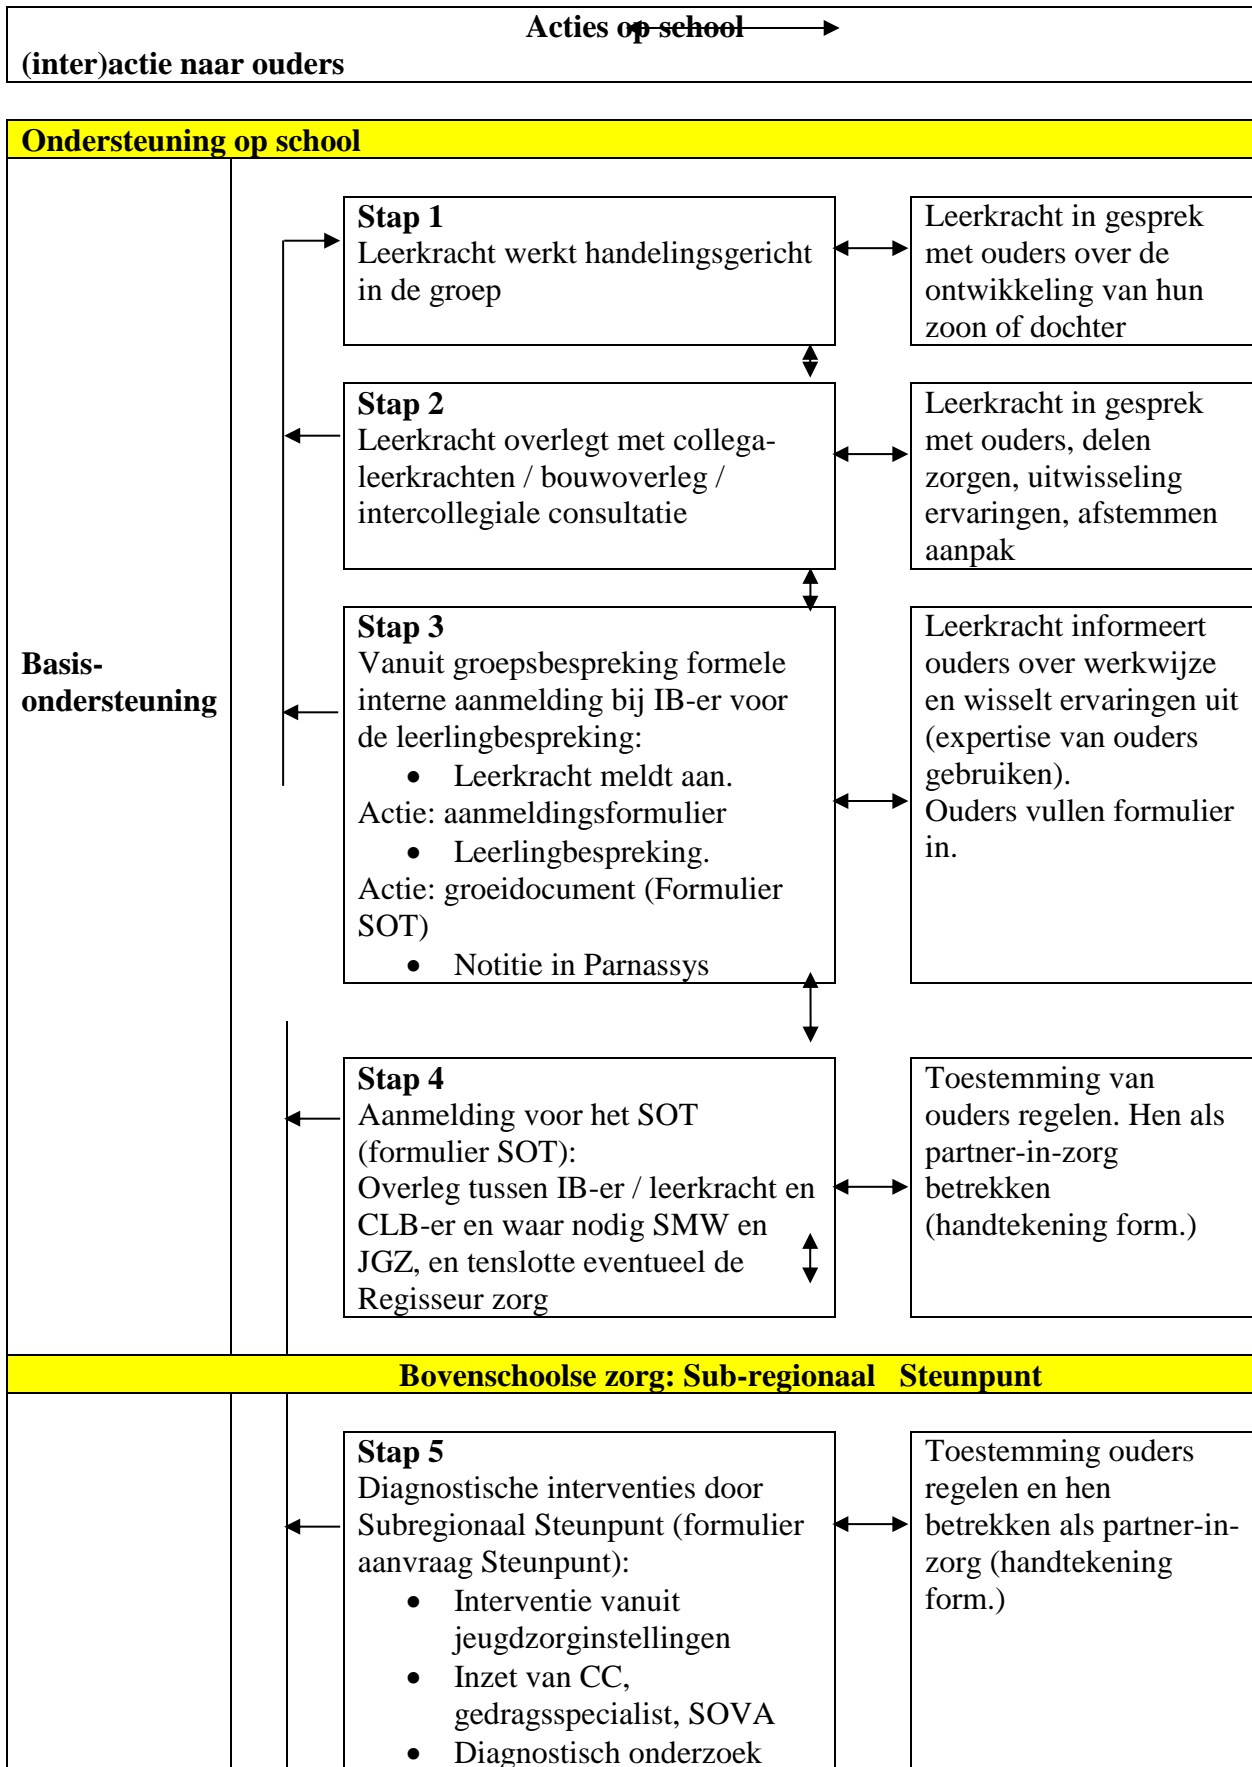 Acties op school
(inter)actie naar ouders
Ondersteuning op school
Basis-
ondersteuning
Stap 1
Leerkracht werkt handelingsgericht
in de groep
Leerkracht in gesprek
met ouders over de
ontwikkeling van hun
zoon of dochter
Stap 2
Leerkracht overlegt met collega-
leerkrachten / bouwoverleg /
intercollegiale consultatie
Leerkracht in gesprek
met ouders, delen
zorgen, uitwisseling
ervaringen, afstemmen
aanpak
Stap 3
Vanuit groepsbespreking formele
interne aanmelding bij IB-er voor
de leerlingbespreking:
• Leerkracht meldt aan.
Actie: aanmeldingsformulier
• Leerlingbespreking.
Actie: groeidocument (Formulier
SOT)
• Notitie in Parnassys
Leerkracht informeert
ouders over werkwijze
en wisselt ervaringen uit
(expertise van ouders
gebruiken).
Ouders vullen formulier
in.
Stap 4
Aanmelding voor het SOT
(formulier SOT):
Overleg tussen IB-er / leerkracht en
CLB-er en waar nodig SMW en
JGZ, en tenslotte eventueel de
Regisseur zorg
Toestemming van
ouders regelen. Hen als
partner-in-zorg
betrekken
(handtekening form.)
Bovenschoolse zorg: Sub-regionaal Steunpunt
Stap 5
Diagnostische interventies door
Subregionaal Steunpunt (formulier
aanvraag Steunpunt):
• Interventie vanuit
jeugdzorginstellingen
• Inzet van CC,
gedragsspecialist, SOVA
• Diagnostisch onderzoek
Toestemming ouders
regelen en hen
betrekken als partner-in-
zorg (handtekening
form.)